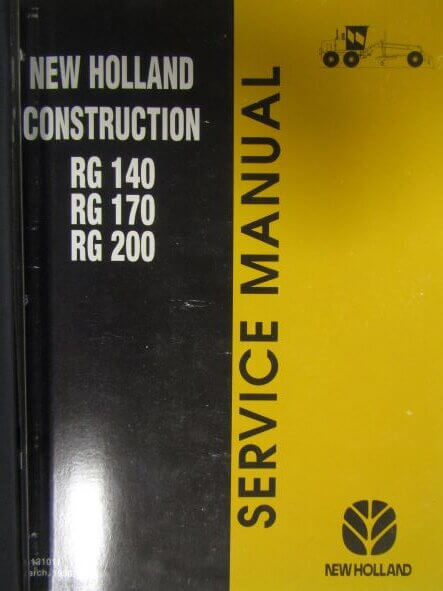 NEW HOLLAND
CONSTRUCTION
RG 140
RG 170
RG 200
SERVICE MANUAL
NEW HOLLAND